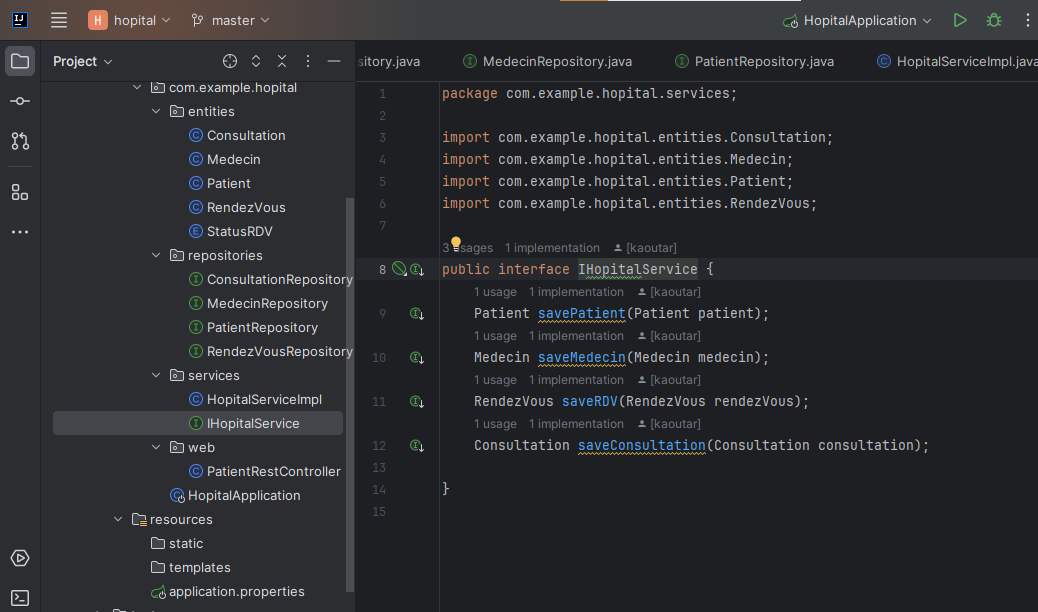 IJ H hopital master HopitalApplication
Project
sitory.java MedecinRepository.java PatientRepository.java HopitalServiceImpl.java
com.example.hopital
entities
Consultation
Medecin
Patient
RendezVous
StatusRDV
repositories
ConsultationRepository
MedecinRepository
PatientRepository
RendezVousRepository
services
HopitalServiceImpl
IHopitalService
web
PatientRestController
HopitalApplication
resources
static
templates
application.properties
1 package com.example.hopital.services;
2
3 import com.example.hopital.entities.Consultation;
4 import com.example.hopital.entities.Medecin;
5 import com.example.hopital.entities.Patient;
6 import com.example.hopital.entities.RendezVous;
7
3 usages 1 implementation [kaoutar]
8 public interface IHopitalService {
1 usage 1 implementation [kaoutar]
9 Patient savePatient(Patient patient);
1 usage 1 implementation [kaoutar]
10 Medecin saveMedecin(Medecin medecin);
1 usage 1 implementation [kaoutar]
11 RendezVous saveRDV(RendezVous rendezVous);
1 usage 1 implementation [kaoutar]
12 Consultation saveConsultation(Consultation consultation);
13
14 }
15